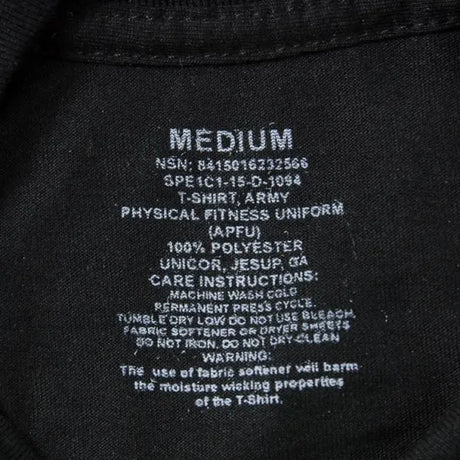 MEDIUM
NSN: 8415016232566
SPE1C1-15-D-1094
T-SHIRT, ARMY
PHYSICAL FITNESS UNIFORM
(APFU)
100% POLYESTER
UNICOR, JESUP, GA
CARE INSTRUCTIONS:
MACHINE WASH COLD
PERMANENT PRESS CYCLE.
TUMBLE DRY LOW DO NOT USE BLEACH,
FABRIC SOFTENER OR DRYER SHEETS
DO NOT IRON. DO NOT DRY-CLEAN
WARNING:
The use of fabric softener will harm
the moisture wicking properties
of the T-Shirt.